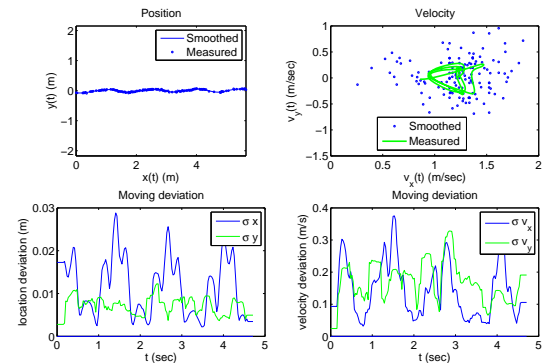 Position
2
1
0
-1
-2
0
2
4
y(t) (m)
x(t) (m)
Smoothed
Measured
Velocity
1
0.5
0
-0.5
-1
-1.5
0
0.5
1
1.5
2
v_y(t) (m/sec)
v_x(t) (m/sec)
Smoothed
Measured
Moving deviation
0.03
0.02
0.01
0
0
1
2
3
4
5
location deviation (m)
t (sec)
σ x
σ y
Moving deviation
0.4
0.3
0.2
0.1
0
0
1
2
3
4
5
velocity deviation (m/s)
t (sec)
σ v_x
σ v_y